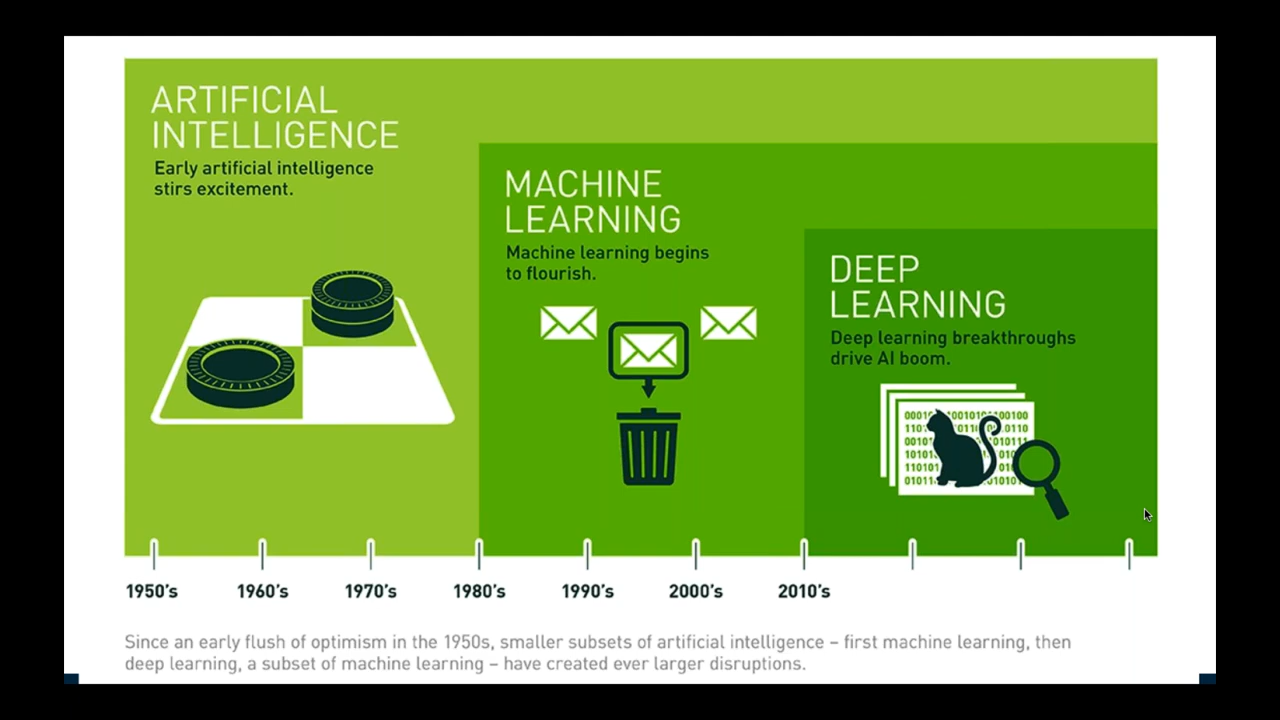 ARTIFICIAL
INTELLIGENCE
Early artificial intelligence
stirs excitement.
MACHINE
LEARNING
Machine learning begins
to flourish.
DEEP
LEARNING
Deep learning breakthroughs
drive AI boom.
1950's 1960's 1970's 1980's 1990's 2000's 2010's
Since an early flush of optimism in the 1950s, smaller subsets of artificial intelligence – first machine learning, then
deep learning, a subset of machine learning – have created ever larger disruptions.